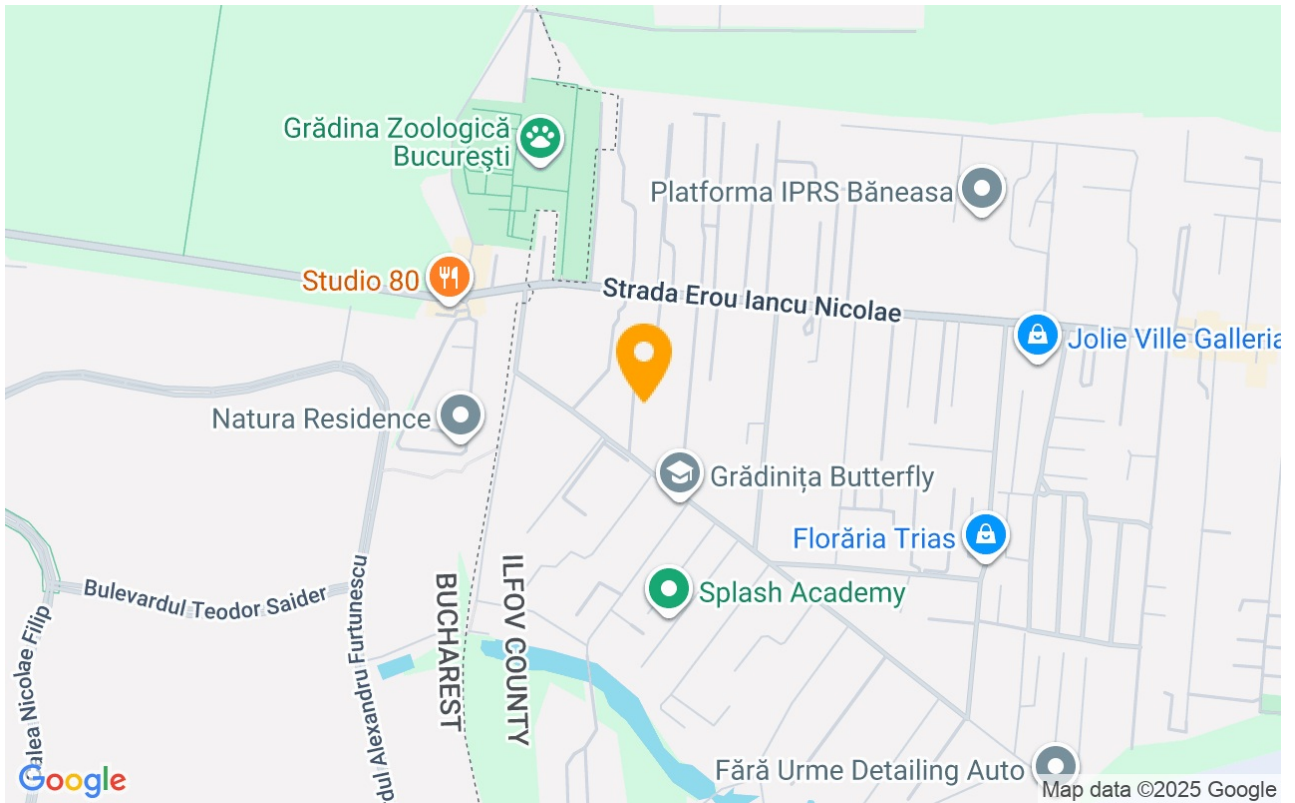 Grădina Zoologică
București
Platforma IPRS Băneasa
Studio 80
Strada Erou Iancu Nicolae
Jolie Ville Galleria
Natura Residence
Grădinița Butterfly
Florăria Trias
Bulevardul Teodor Saider
Splash Academy
alea Nicolae Filip
dul Alexandru Furtunescu
BUCHAREST
ILFOV COUNTY
Fără Urme Detailing Auto
Google
Map data ©2025 Google